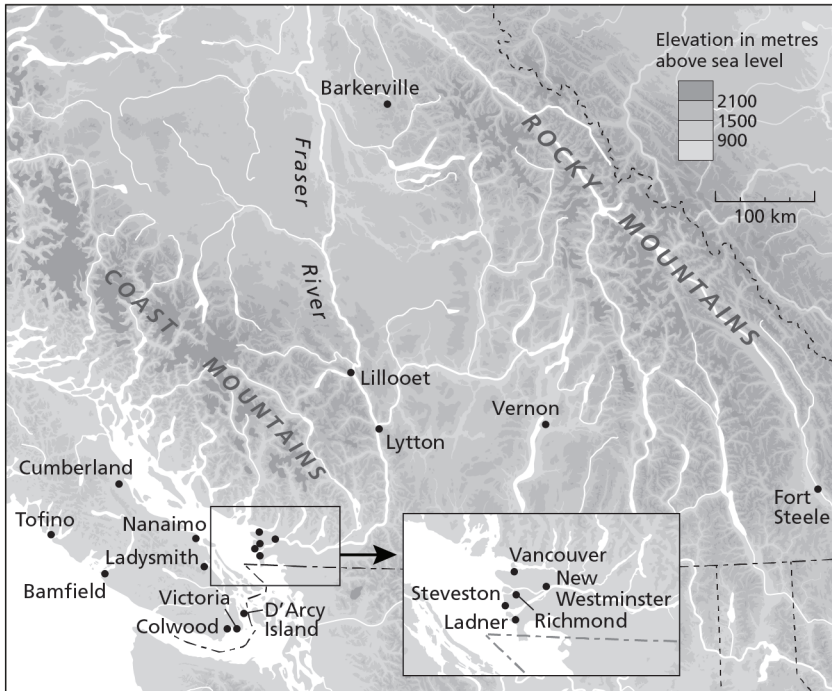 Elevation in metres
above sea level
2100
1500
900
100 km
Barkerville
Fraser
River
ROCKY MOUNTAINS
COAST MOUNTAINS
Lillooet
Vernon
Lytton
Cumberland
Fort
Steele
Tofino
Nanaimo
Ladysmith
Bamfield
Victoria
Colwood
D'Arcy
Island
Vancouver
New
Westminster
Steveston
Richmond
Ladner